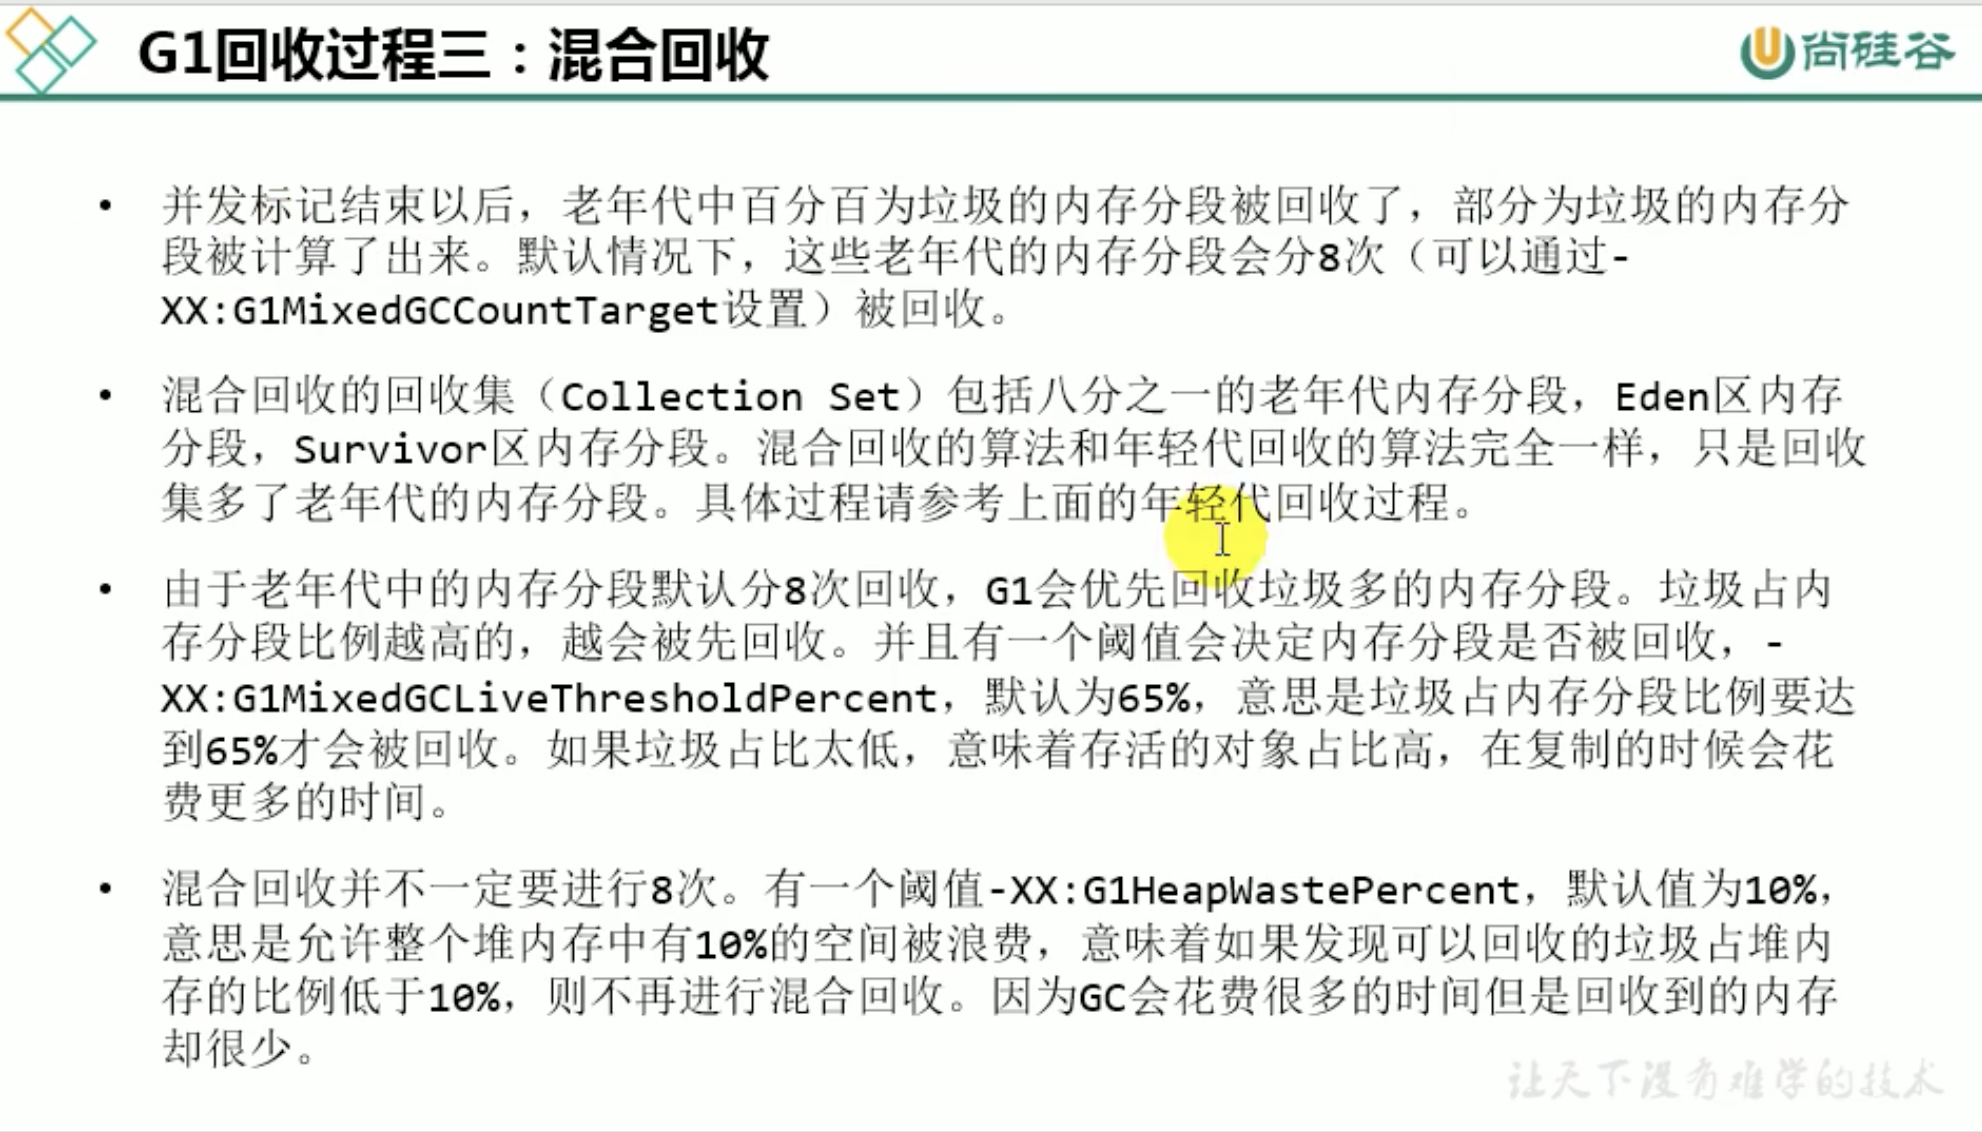 G1回收过程三：混合回收
尚硅谷
• 并发标记结束以后，老年代中百分百为垃圾的内存分段被回收了，部分为垃圾的内存分
段被计算了出来。默认情况下，这些老年代的内存分段会分8次（可以通过-
XX:G1MixedGCCountTarget设置）被回收。
• 混合回收的回收集（Collection Set）包括八分之一的老年代内存分段，Eden区内存
分段，Survivor区内存分段。混合回收的算法和年轻代回收的算法完全一样，只是回收
集多了老年代的内存分段。具体过程请参考上面的年轻代回收过程。
• 由于老年代中的内存分段默认分8次回收，G1会优先回收垃圾多的内存分段。垃圾占内
存分段比例越高的，越会被先回收。并且有一个阈值会决定内存分段是否被回收，-
XX:G1MixedGCLiveThresholdPercent，默认为65%，意思是垃圾占内存分段比例要达
到65%才会被回收。如果垃圾占比太低，意味着存活的对象占比高，在复制的时候会花
费更多的时间。
• 混合回收并不一定要进行8次。有一个阈值-XX:G1HeapWastePercent，默认值为10%，
意思是允许整个堆内存中有10%的空间被浪费，意味着如果发现可以回收的垃圾占堆内
存的比例低于10%，则不再进行混合回收。因为GC会花费很多的时间但是回收到的内存
却很少。
让天下没有难学的技术